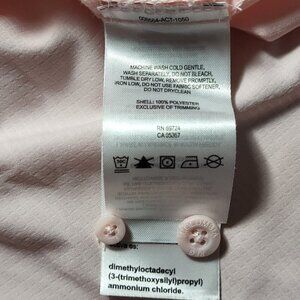 MACHINE WASH COLD GENTLE,
WASH SEPARATELY, DO NOT BLEACH,
TUMBLE DRY LOW, REMOVE PROMPTLY,
IRON LOW, DO NOT USE FABRIC SOFTENER,
DO NOT DRYCLEAN
SHELL: 100% POLYESTER
EXCLUSIVE OF TRIMMING
RN 69724
CA 05367
dimethyloctadecyl
(3-(trimethoxysilyl)propyl)
ammonium chloride.